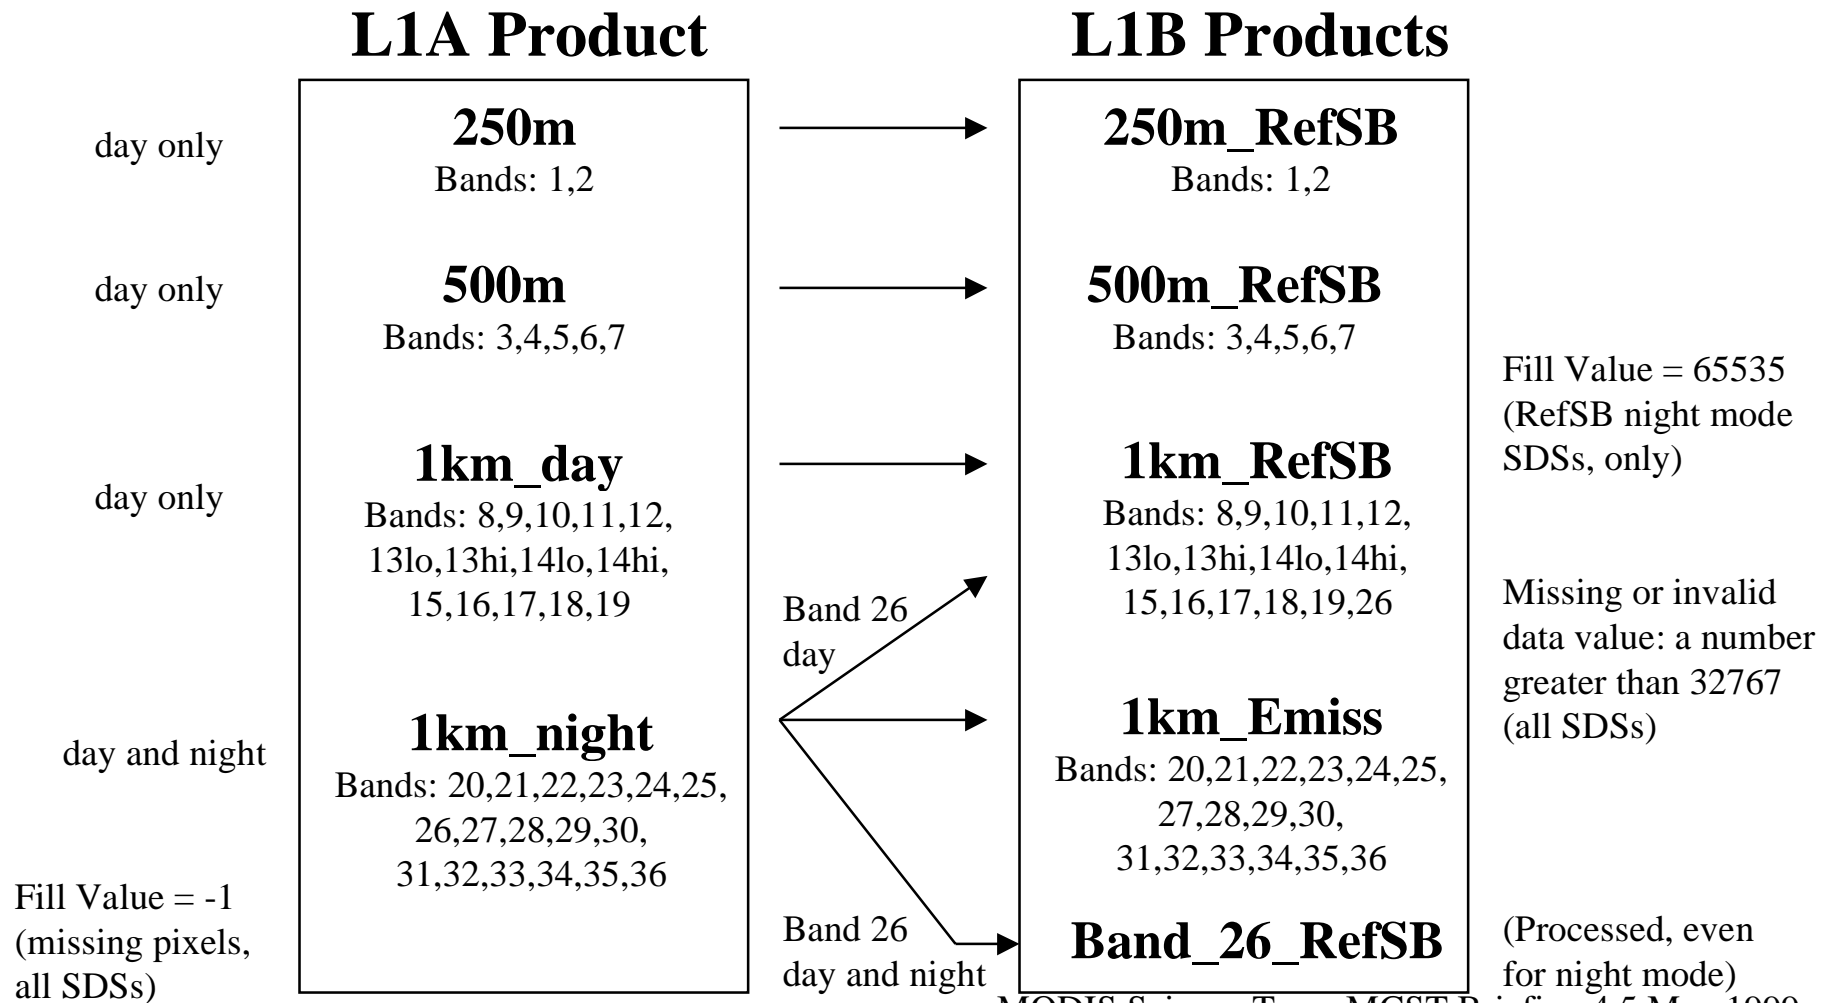 L1A Product
L1B Products
day only
250m
Bands: 1,2
250m_RefSB
Bands: 1,2
day only
500m
Bands: 3,4,5,6,7
500m_RefSB
Bands: 3,4,5,6,7
Fill Value = 65535
(RefSB night mode
SDSs, only)
day only
1km_day
Bands: 8,9,10,11,12,
13lo,13hi,14lo,14hi,
15,16,17,18,19
1km_RefSB
Bands: 8,9,10,11,12,
13lo,13hi,14lo,14hi,
15,16,17,18,19,26
Band 26
day
Missing or invalid
data value: a number
greater than 32767
(all SDSs)
day and night
1km_night
Bands: 20,21,22,23,24,25,
26,27,28,29,30,
31,32,33,34,35,36
1km_Emiss
Bands: 20,21,22,23,24,25,
27,28,29,30,
31,32,33,34,35,36
Fill Value = -1
(missing pixels,
all SDSs)
Band 26
day and night
Band_26_RefSB
(Processed, even
for night mode)